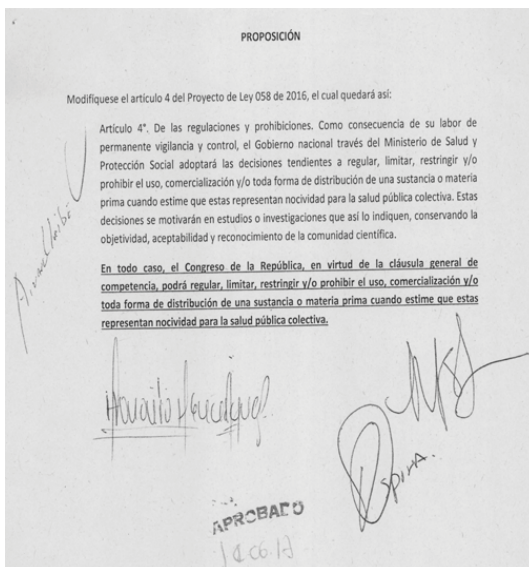 PROPOSICIÓN
Modifíquese el artículo 4 del Proyecto de Ley 058 de 2016, el cual quedará así:
Artículo 4°. De las regulaciones y prohibiciones. Como consecuencia de su labor de
permanente vigilancia y control, el Gobierno nacional través del Ministerio de Salud y
Protección Social adoptará las decisiones tendientes a regular, limitar, restringir y/o
prohibir el uso, comercialización y/o toda forma de distribución de una sustancia o materia
prima cuando estime que estas representan nocividad para la salud pública colectiva. Estas
decisiones se motivarán en estudios o investigaciones que así lo indiquen, conservando la
objetividad, aceptabilidad y reconocimiento de la comunidad científica.
En todo caso, el Congreso de la República, en virtud de la cláusula general de
competencia, podrá regular, limitar, restringir y/o prohibir el uso, comercialización y/o
toda forma de distribución de una sustancia o materia prima cuando estime que estas
representan nocividad para la salud pública colectiva.
APROBADO